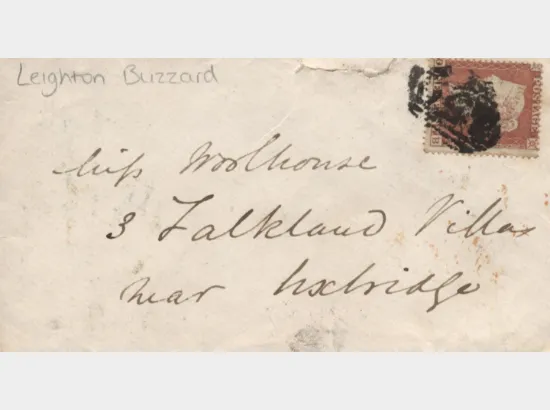 Leighton Buzzard
Miſs Woolhouse
3 Falkland Villas
near Uxbridge